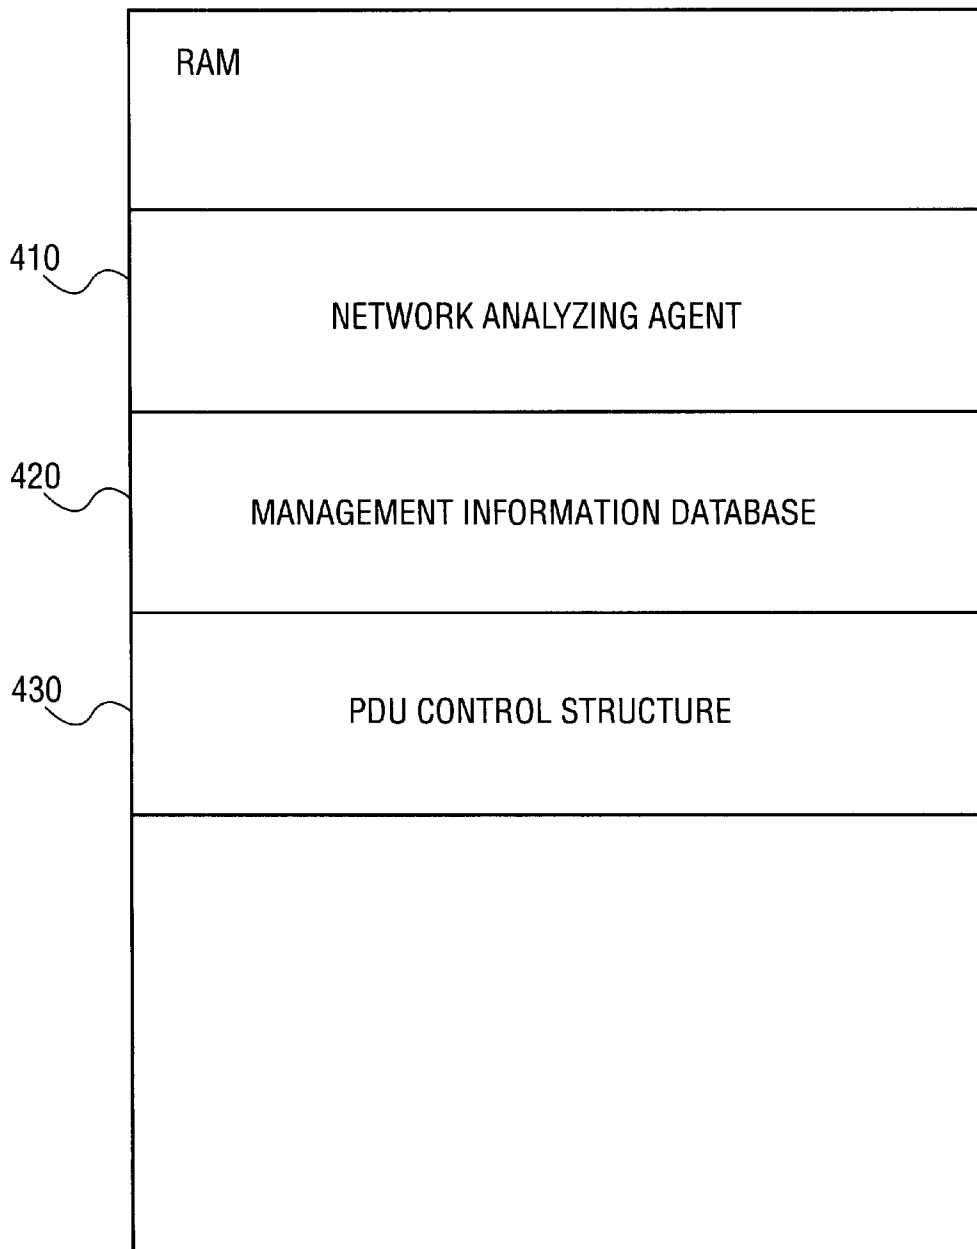 RAM
410
NETWORK ANALYZING AGENT
420
MANAGEMENT INFORMATION DATABASE
430
PDU CONTROL STRUCTURE